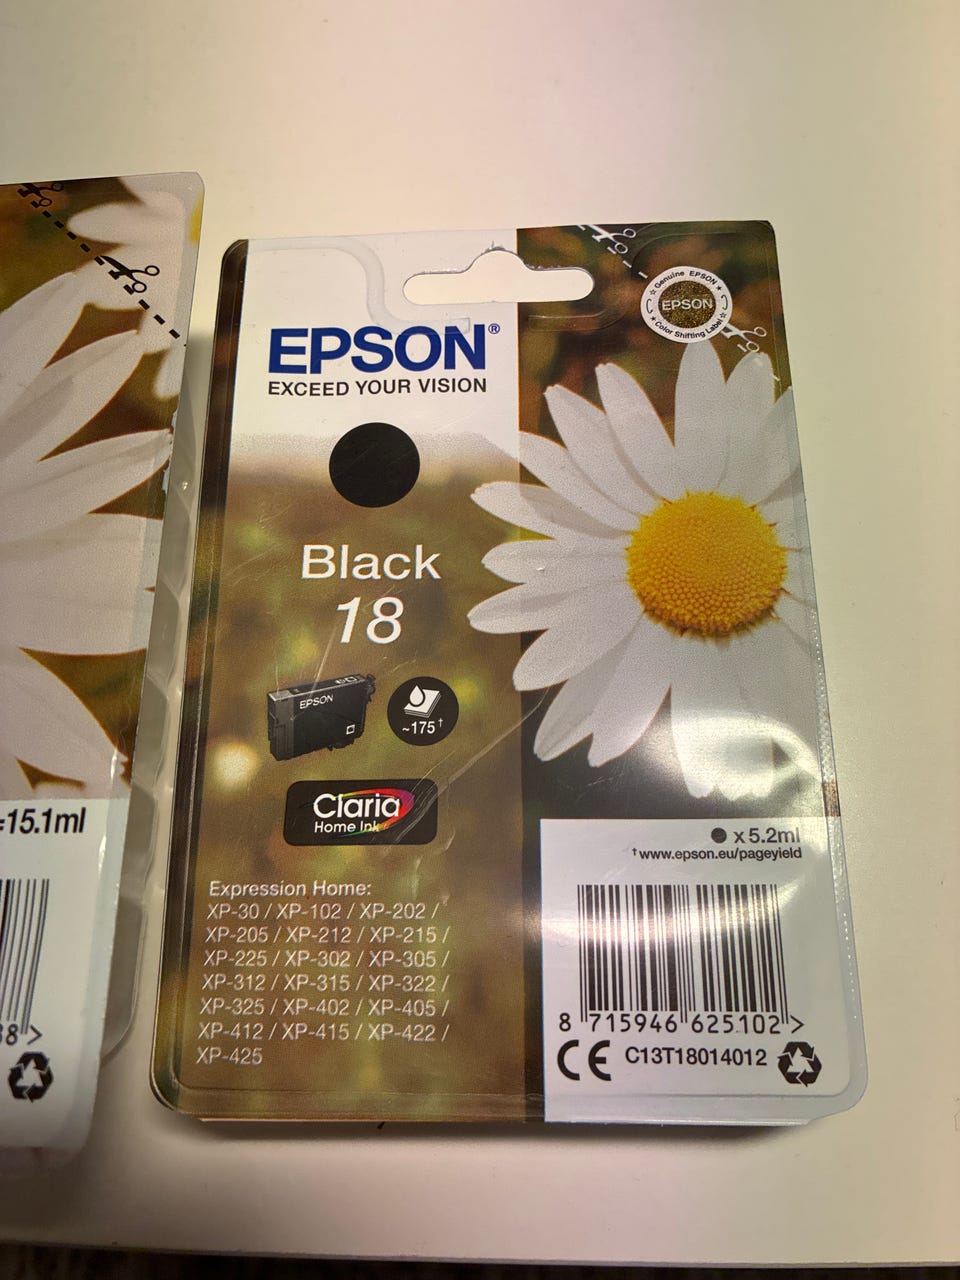 EPSON®
EXCEED YOUR VISION
Genuine EPSON
EPSON
Color Shifting Label
Black
18
EPSON
~175†
Claria
Home Ink
Expression Home:
XP-30 / XP-102 / XP-202 /
XP-205 / XP-212 / XP-215 /
XP-225 / XP-302 / XP-305 /
XP-312 / XP-315 / XP-322 /
XP-325 / XP-402 / XP-405 /
XP-412 / XP-415 / XP-422 /
XP-425
x 5.2ml
†www.epson.eu/pageyield
8 715946 625102 >
CE C13T18014012
=15.1ml
8 >